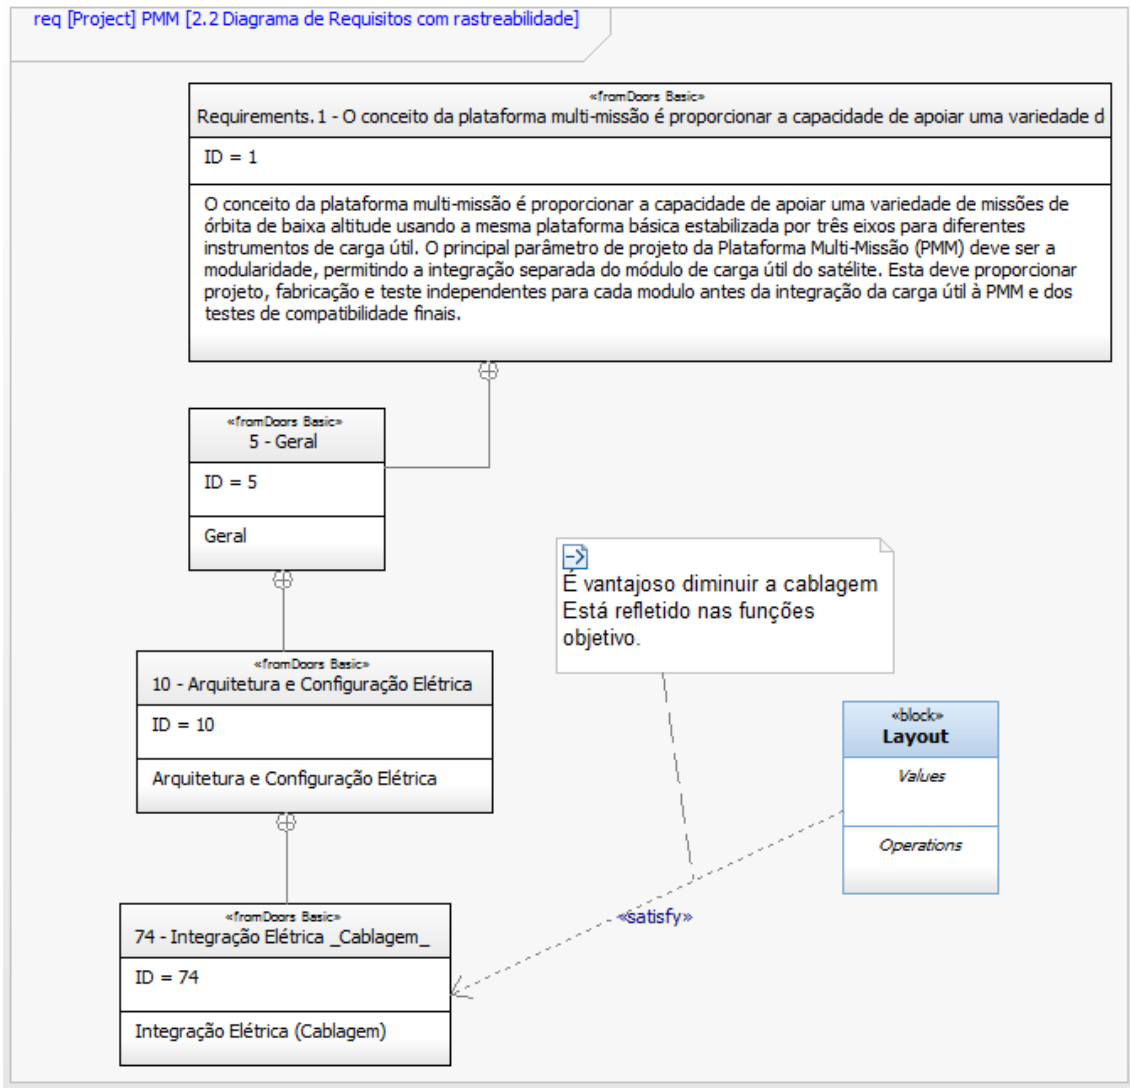 req [Project] PMM [2.2 Diagrama de Requisitos com rastreabilidade]
«fromDoors Basic»
Requirements.1 - O conceito da plataforma multi-missão é proporcionar a capacidade de apoiar uma variedade d
ID = 1
O conceito da plataforma multi-missão é proporcionar a capacidade de apoiar uma variedade de missões de
órbita de baixa altitude usando a mesma plataforma básica estabilizada por três eixos para diferentes
instrumentos de carga útil. O principal parâmetro de projeto da Plataforma Multi-Missão (PMM) deve ser a
modularidade, permitindo a integração separada do módulo de carga útil do satélite. Esta deve proporcionar
projeto, fabricação e teste independentes para cada modulo antes da integração da carga útil à PMM e dos
testes de compatibilidade finais.
«fromDoors Basic»
5 - Geral
ID = 5
Geral
É vantajoso diminuir a cablagem
Está refletido nas funções
objetivo.
«fromDoors Basic»
10 - Arquitetura e Configuração Elétrica
ID = 10
Arquitetura e Configuração Elétrica
«block»
Layout
Values
Operations
«satisfy»
«fromDoors Basic»
74 - Integração Elétrica _Cablagem_
ID = 74
Integração Elétrica (Cablagem)